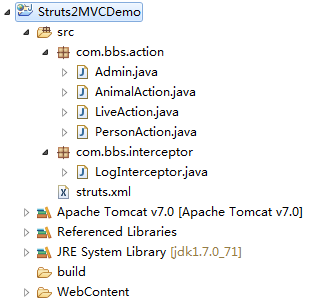 Struts2MVCDemo
src
com.bbs.action
Admin.java
AnimalAction.java
LiveAction.java
PersonAction.java
com.bbs.interceptor
LogInterceptor.java
struts.xml
Apache Tomcat v7.0 [Apache Tomcat v7.0]
Referenced Libraries
JRE System Library [jdk1.7.0_71]
build
WebContent